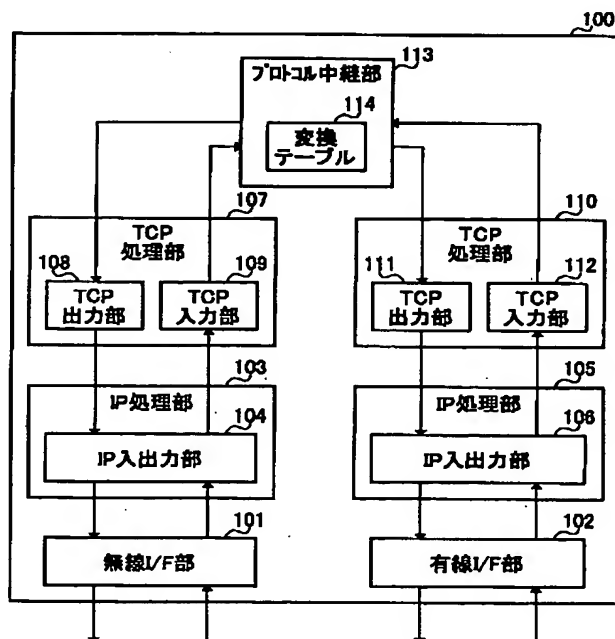 100
113
プロトコル中継部
114
変換
テーブル
107
TCP
処理部
108
109
TCP
出力部
TCP
入力部
110
TCP
処理部
111
112
TCP
出力部
TCP
入力部
103
IP処理部
104
IP入出力部
105
IP処理部
106
IP入出力部
101
無線I/F部
102
有線I/F部